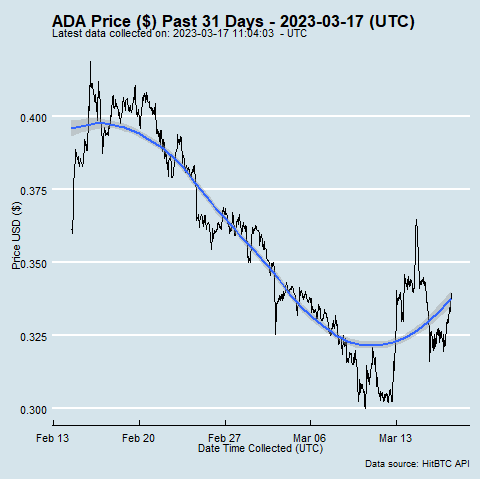 ADA Price ($) Past 31 Days - 2023-03-17 (UTC)
Latest data collected on: 2023-03-17 11:04:03 - UTC
0.400
0.375
0.350
0.325
0.300
Price USD ($)
Feb 13 Feb 20 Feb 27 Mar 06 Mar 13
Date Time Collected (UTC)
Data source: HitBTC API